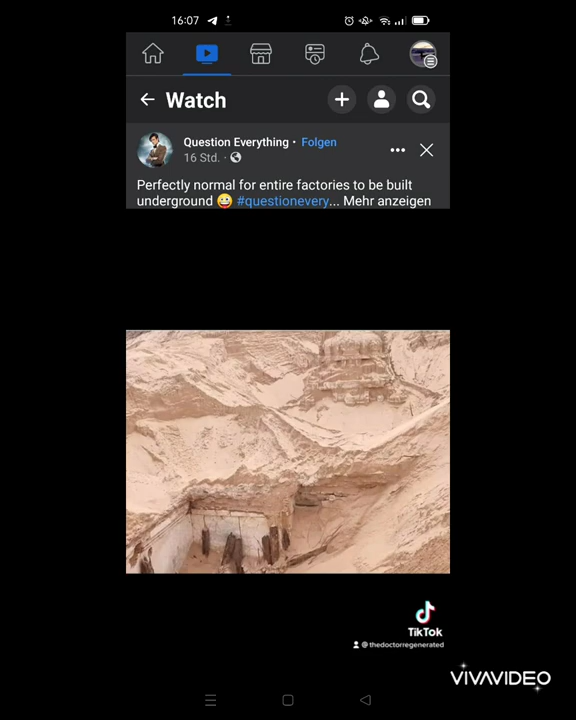 16:07
Watch
Question Everything · Folgen
16 Std. ·
Perfectly normal for entire factories to be built
underground 😀 #questionevery... Mehr anzeigen
TikTok
@thedoctorregenerated
VIVAVIDEO